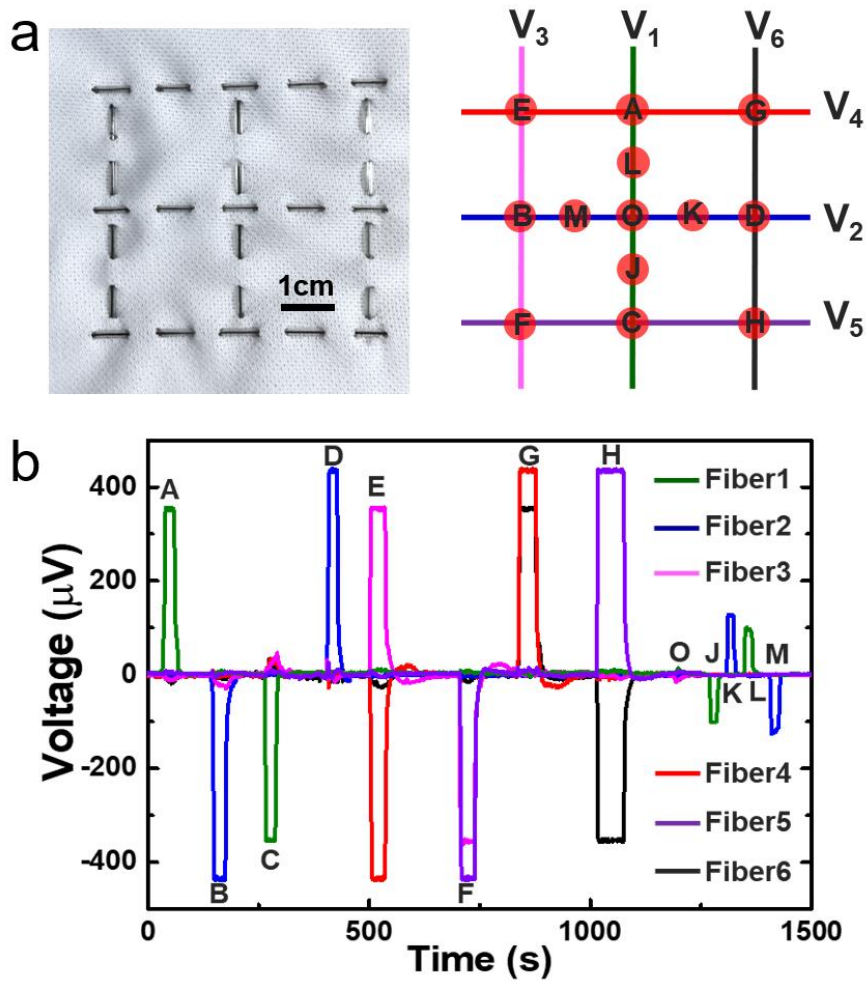 a
1cm
V3 V1 V6
E A G V4
L
B M O K D V2
J
F C H V5
b
Voltage (μV)
400
200
0
-200
-400
A B C D E F G H O J K L M
Fiber1
Fiber2
Fiber3
Fiber4
Fiber5
Fiber6
0 500 1000 1500
Time (s)